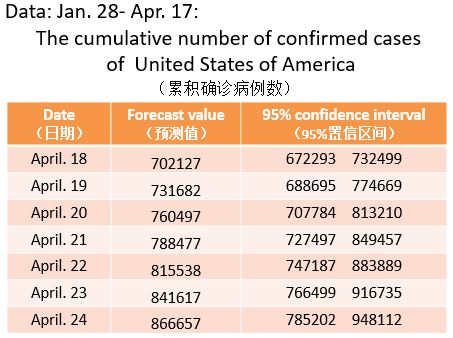 Data: Jan. 28- Apr. 17:
The cumulative number of confirmed cases
of United States of America
（累积确诊病例数）
Date Forecast value 95% confidence interval
（日期） （预测值） （95%置信区间）
April. 18 702127 672293 732499
April. 19 731682 688695 774669
April. 20 760497 707784 813210
April. 21 788477 727497 849457
April. 22 815538 747187 883889
April. 23 841617 766499 916735
April. 24 866657 785202 948112